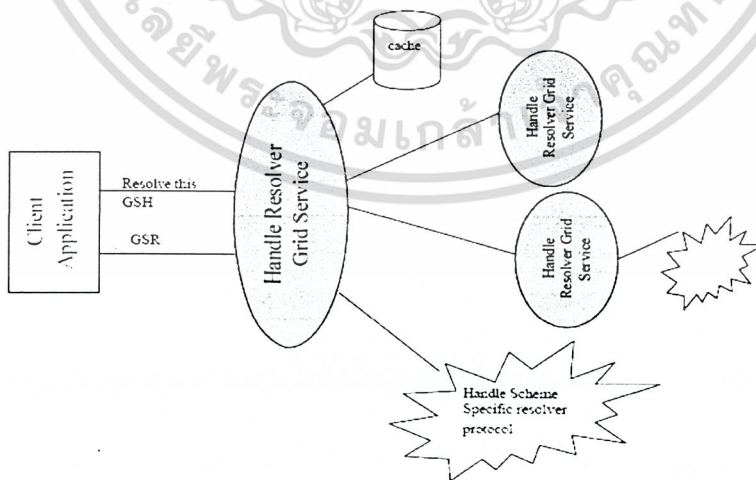 cache
Client
Application
Resolve this
GSH
GSR
Handle Resolver
Grid Service
Handle
Resolver Grid
Service
Handle
Resolver Grid
Service
Handle Scheme
Specific resolver
protocol